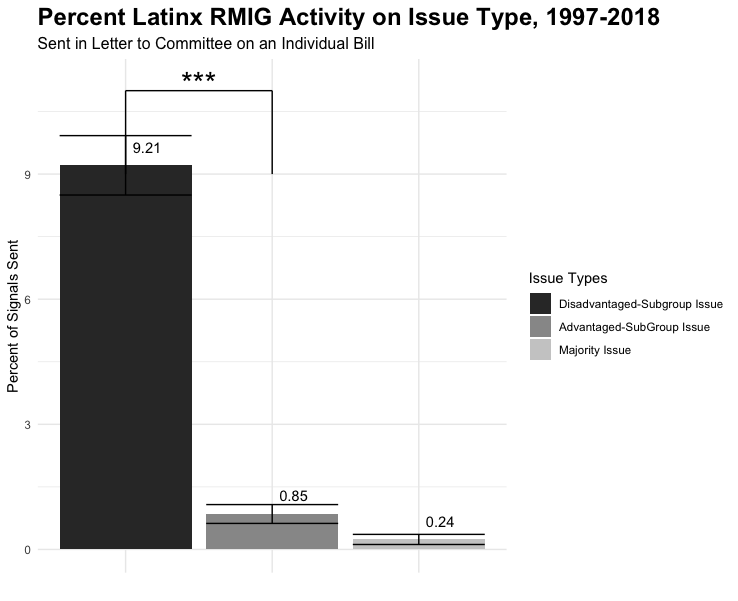 Percent Latinx RMIG Activity on Issue Type, 1997-2018
Sent in Letter to Committee on an Individual Bill
***
9.21
9
6
3
0
Percent of Signals Sent
0.85
0.24
Issue Types
Disadvantaged-Subgroup Issue
Advantaged-SubGroup Issue
Majority Issue